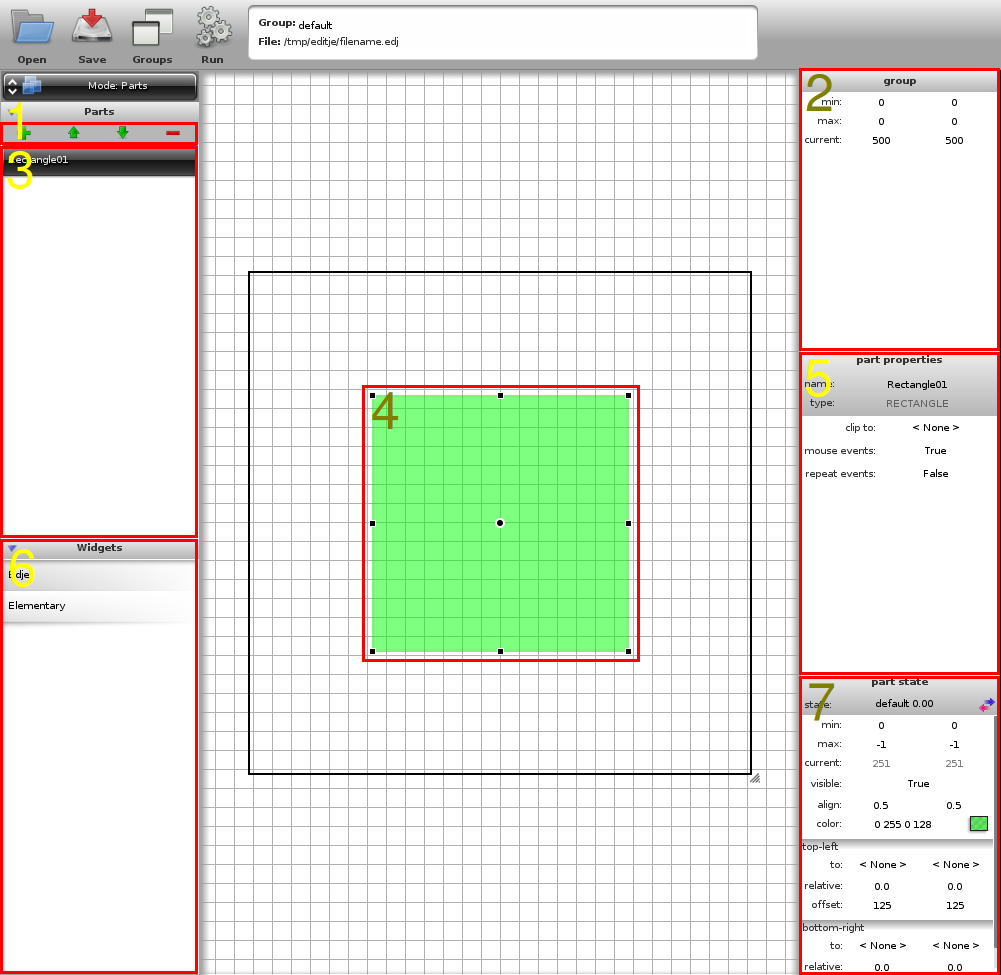 Group: default
File: /tmp/editje/filename.edj
Open Save Groups Run
Mode: Parts
Parts
1
3
Rectangle01
Widgets
6
Edje
Elementary
4
group
2
min: 0 0
max: 0 0
current: 500 500
part properties
5
name: Rectangle01
type: RECTANGLE
clip to: < None >
mouse events: True
repeat events: False
part state
7
state: default 0.00
min: 0 0
max: -1 -1
current: 251 251
visible: True
align: 0.5 0.5
color: 0 255 0 128
top-left
to: < None > < None >
relative: 0.0 0.0
offset: 125 125
bottom-right
to: < None > < None >
relative: 0.0 0.0